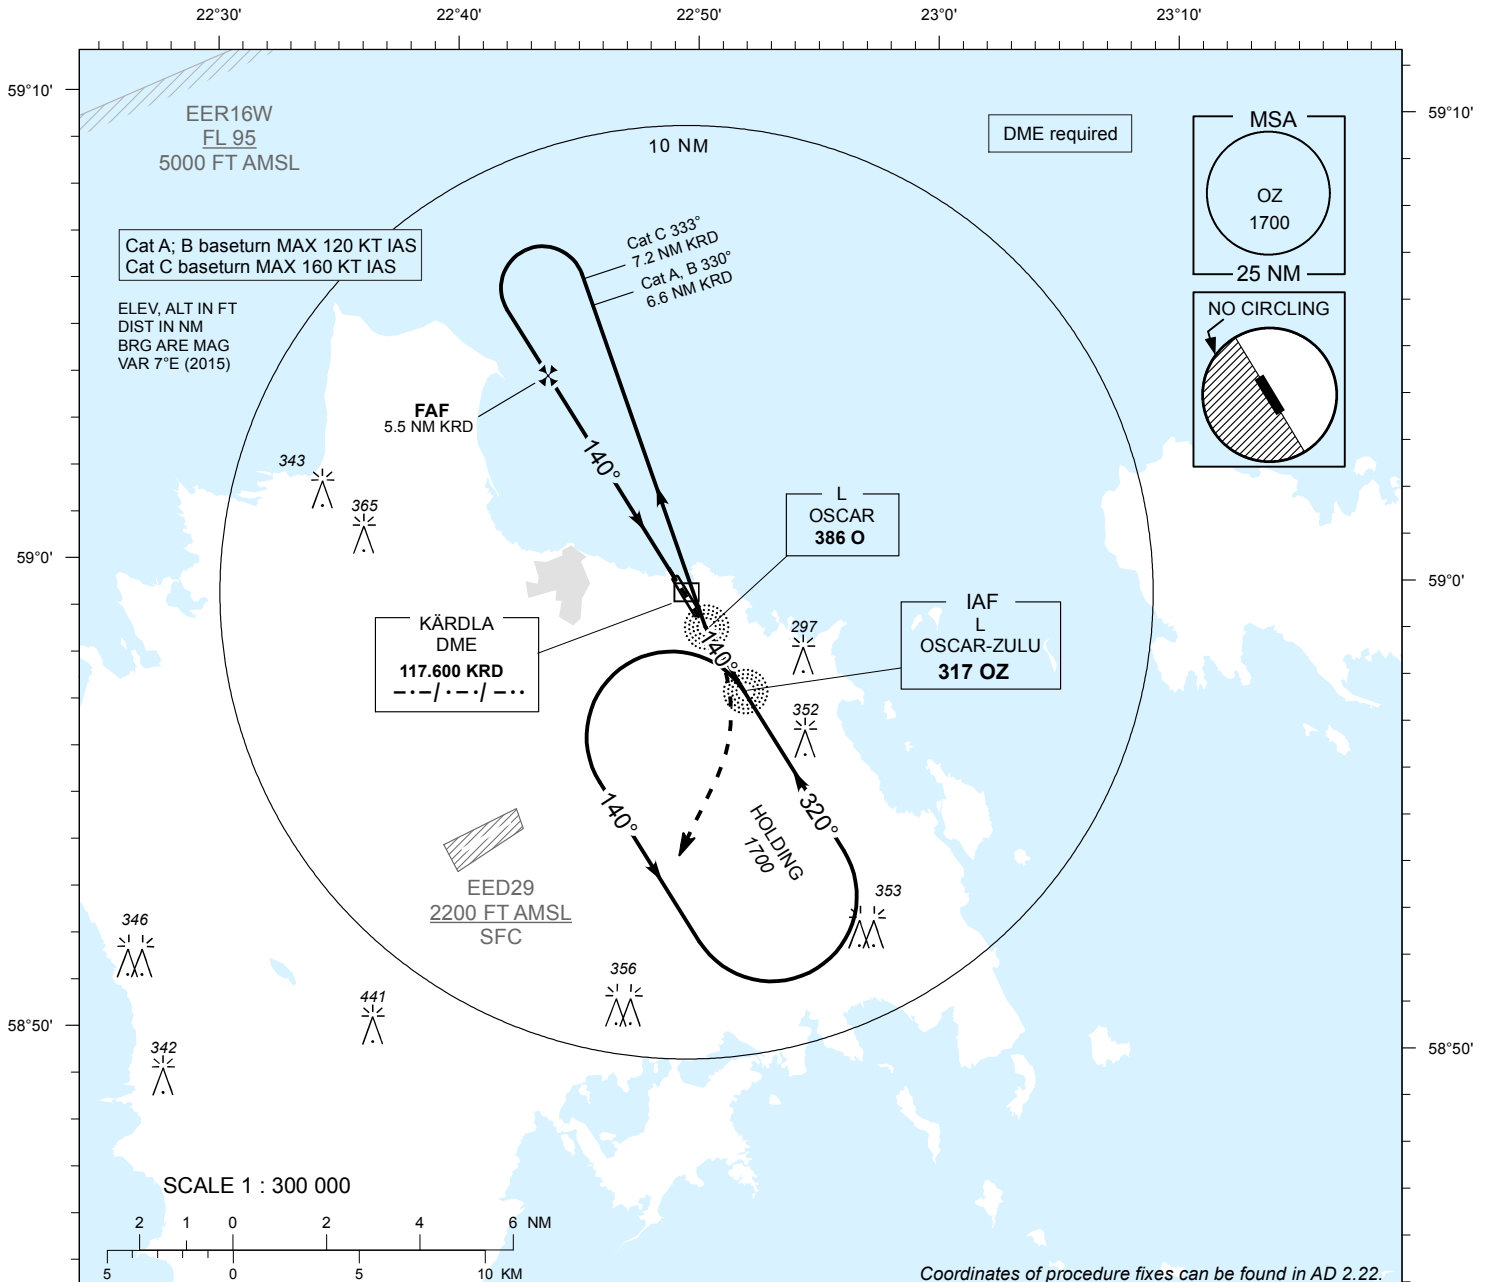 22°30'
22°40'
22°50'
23°0'
23°10'
59°10'
59°10'
EER16W
FL 95
5000 FT AMSL
10 NM
DME required
MSA
OZ
1700
25 NM
Cat A; B baseturn MAX 120 KT IAS
Cat C baseturn MAX 160 KT IAS
Cat C 333°
7.2 NM KRD
Cat A, B 330°
6.6 NM KRD
NO CIRCLING
ELEV, ALT IN FT
DIST IN NM
BRG ARE MAG
VAR 7°E (2015)
FAF
5.5 NM KRD
140°
343
365
L
OSCAR
386 O
59°0'
59°0'
KÄRDLA
DME
117.600 KRD
IAF
L
OSCAR-ZULU
317 OZ
140°
297
352
140°
320°
HOLDING
1700
EED29
2200 FT AMSL
SFC
353
346
356
441
342
58°50'
58°50'
SCALE 1 : 300 000
2 1 0 2 4 6 NM
5 0 5 10 KM
Coordinates of procedure fixes can be found in AD 2.22.